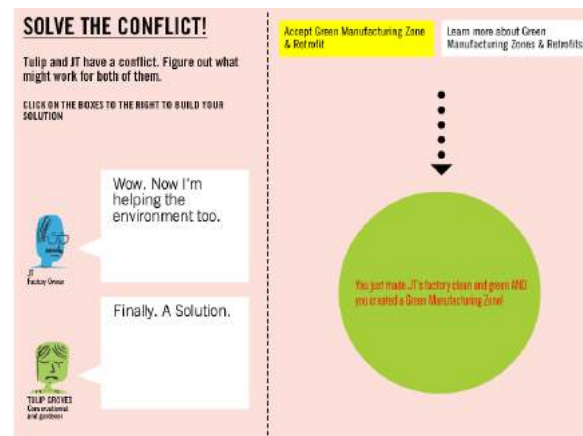 SOLVE THE CONFLICT!
Tulip and JT have a conflict. Figure out what
might work for both of them.
CLICK ON THE BOXES TO THE RIGHT TO BUILD YOUR
SOLUTION
Wow. Now I'm
helping the
environment too.
JT
Factory Owner
Finally. A Solution.
TULIP GROVES
Conservationist
and gardener
Accept Green Manufacturing Zone
& Retrofit
Learn more about Green
Manufacturing Zones & Retrofits
You just made JT's factory clean and green AND
you created a Green Manufacturing Zone!